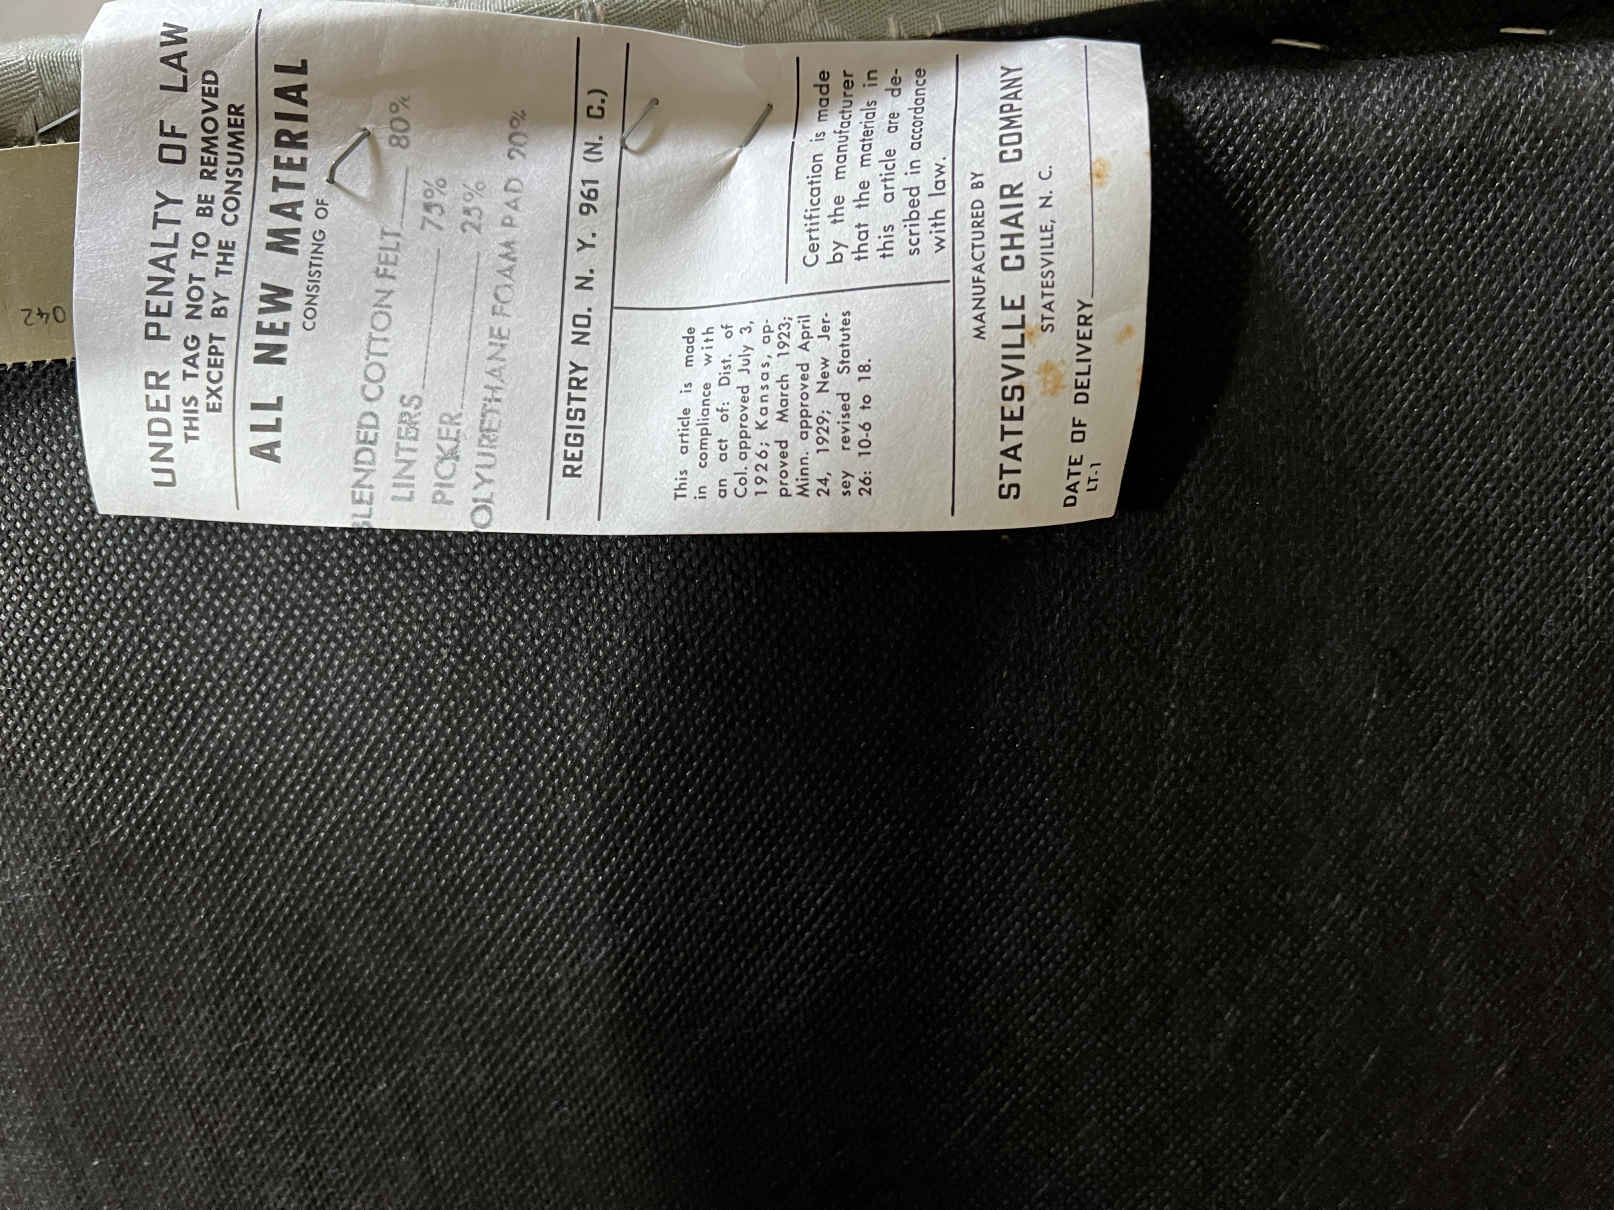 UNDER PENALTY OF LAW
THIS TAG NOT TO BE REMOVED
EXCEPT BY THE CONSUMER
ALL NEW MATERIAL
CONSISTING OF
BLENDED COTTON FELT 80%
LINTERS 75%
PICKER 25%
OLYURETHANE FOAM PAD 20%
REGISTRY NO. N. Y. 961 (N. C.)
This article is made
in compliance with
an act of: Dist. of
Col. approved July 3,
1926; Kansas, ap-
proved March 1923;
Minn. approved April
24, 1929; New Jer-
sey revised Statutes
26: 10-6 to 18.
Certification is made
by the manufacturer
that the materials in
this article are de-
scribed in accordance
with law.
MANUFACTURED BY
STATESVILLE CHAIR COMPANY
STATESVILLE, N. C.
DATE OF DELIVERY
LT-1
042